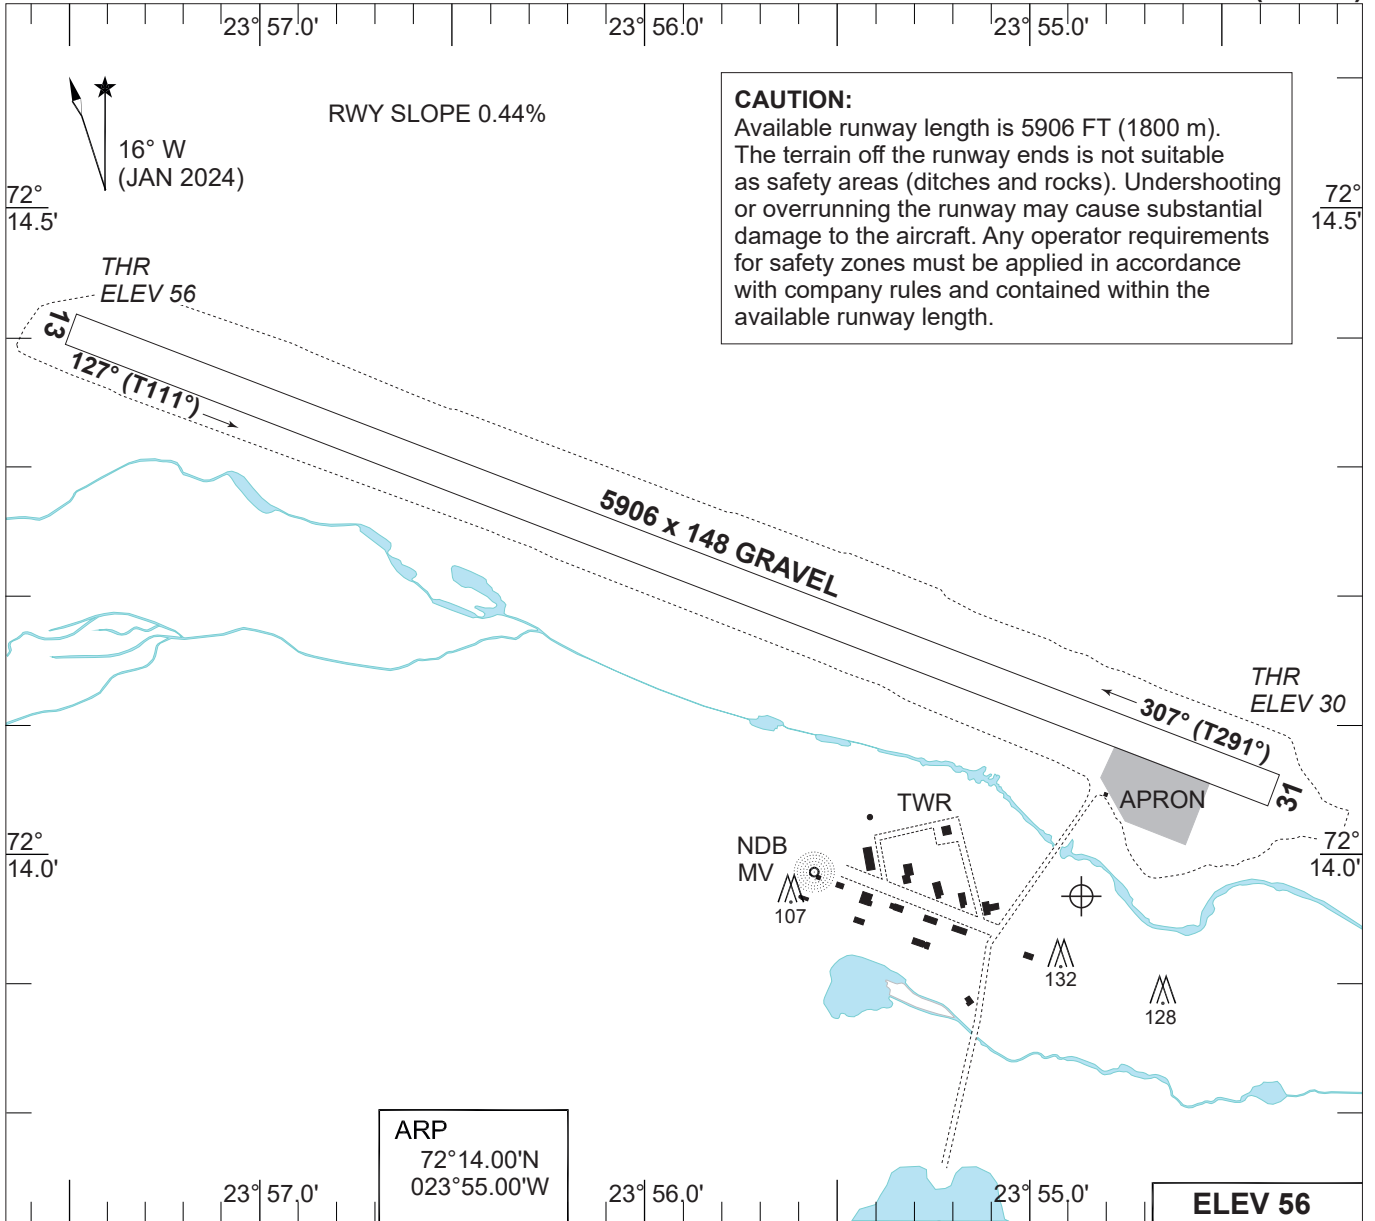 23° 57.0'
23° 56.0'
23° 55.0'
RWY SLOPE 0.44%
16° W
(JAN 2024)
CAUTION:
Available runway length is 5906 FT (1800 m).
The terrain off the runway ends is not suitable
as safety areas (ditches and rocks). Undershooting
or overrunning the runway may cause substantial
damage to the aircraft. Any operator requirements
for safety zones must be applied in accordance
with company rules and contained within the
available runway length.
72°
14.5'
72°
14.5'
THR
ELEV 56
13
127° (T111°)
5906 x 148 GRAVEL
THR
ELEV 30
307° (T291°)
31
APRON
TWR
NDB
MV
107
72°
14.0'
72°
14.0'
132
128
ARP
72°14.00'N
023°55.00'W
23° 57.0'
23° 56.0'
23° 55.0'
ELEV 56